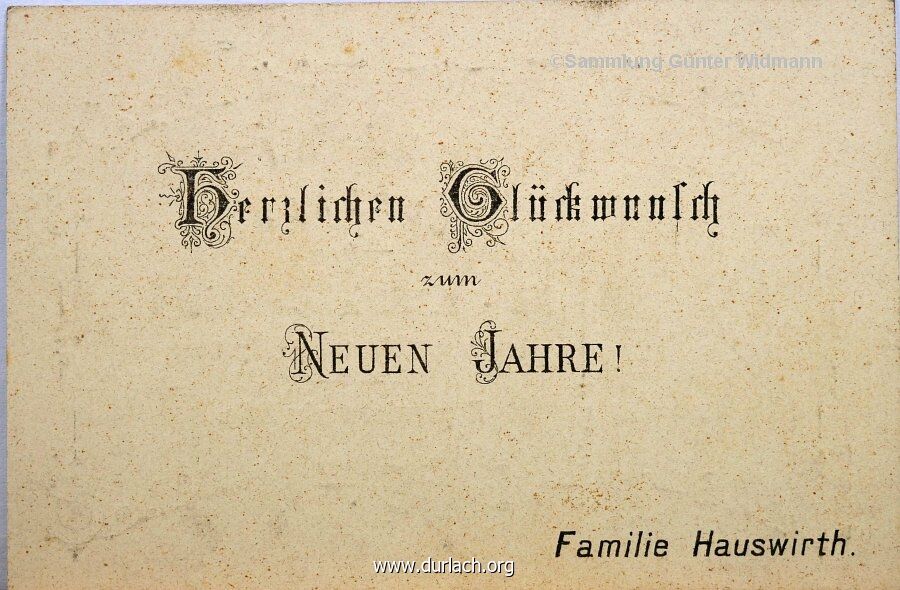 ©Sammlung Günter Widmann
Herzlichen Glückwunsch
zum
NEUEN JAHRE!
Familie Hauswirth.
www.durlach.org